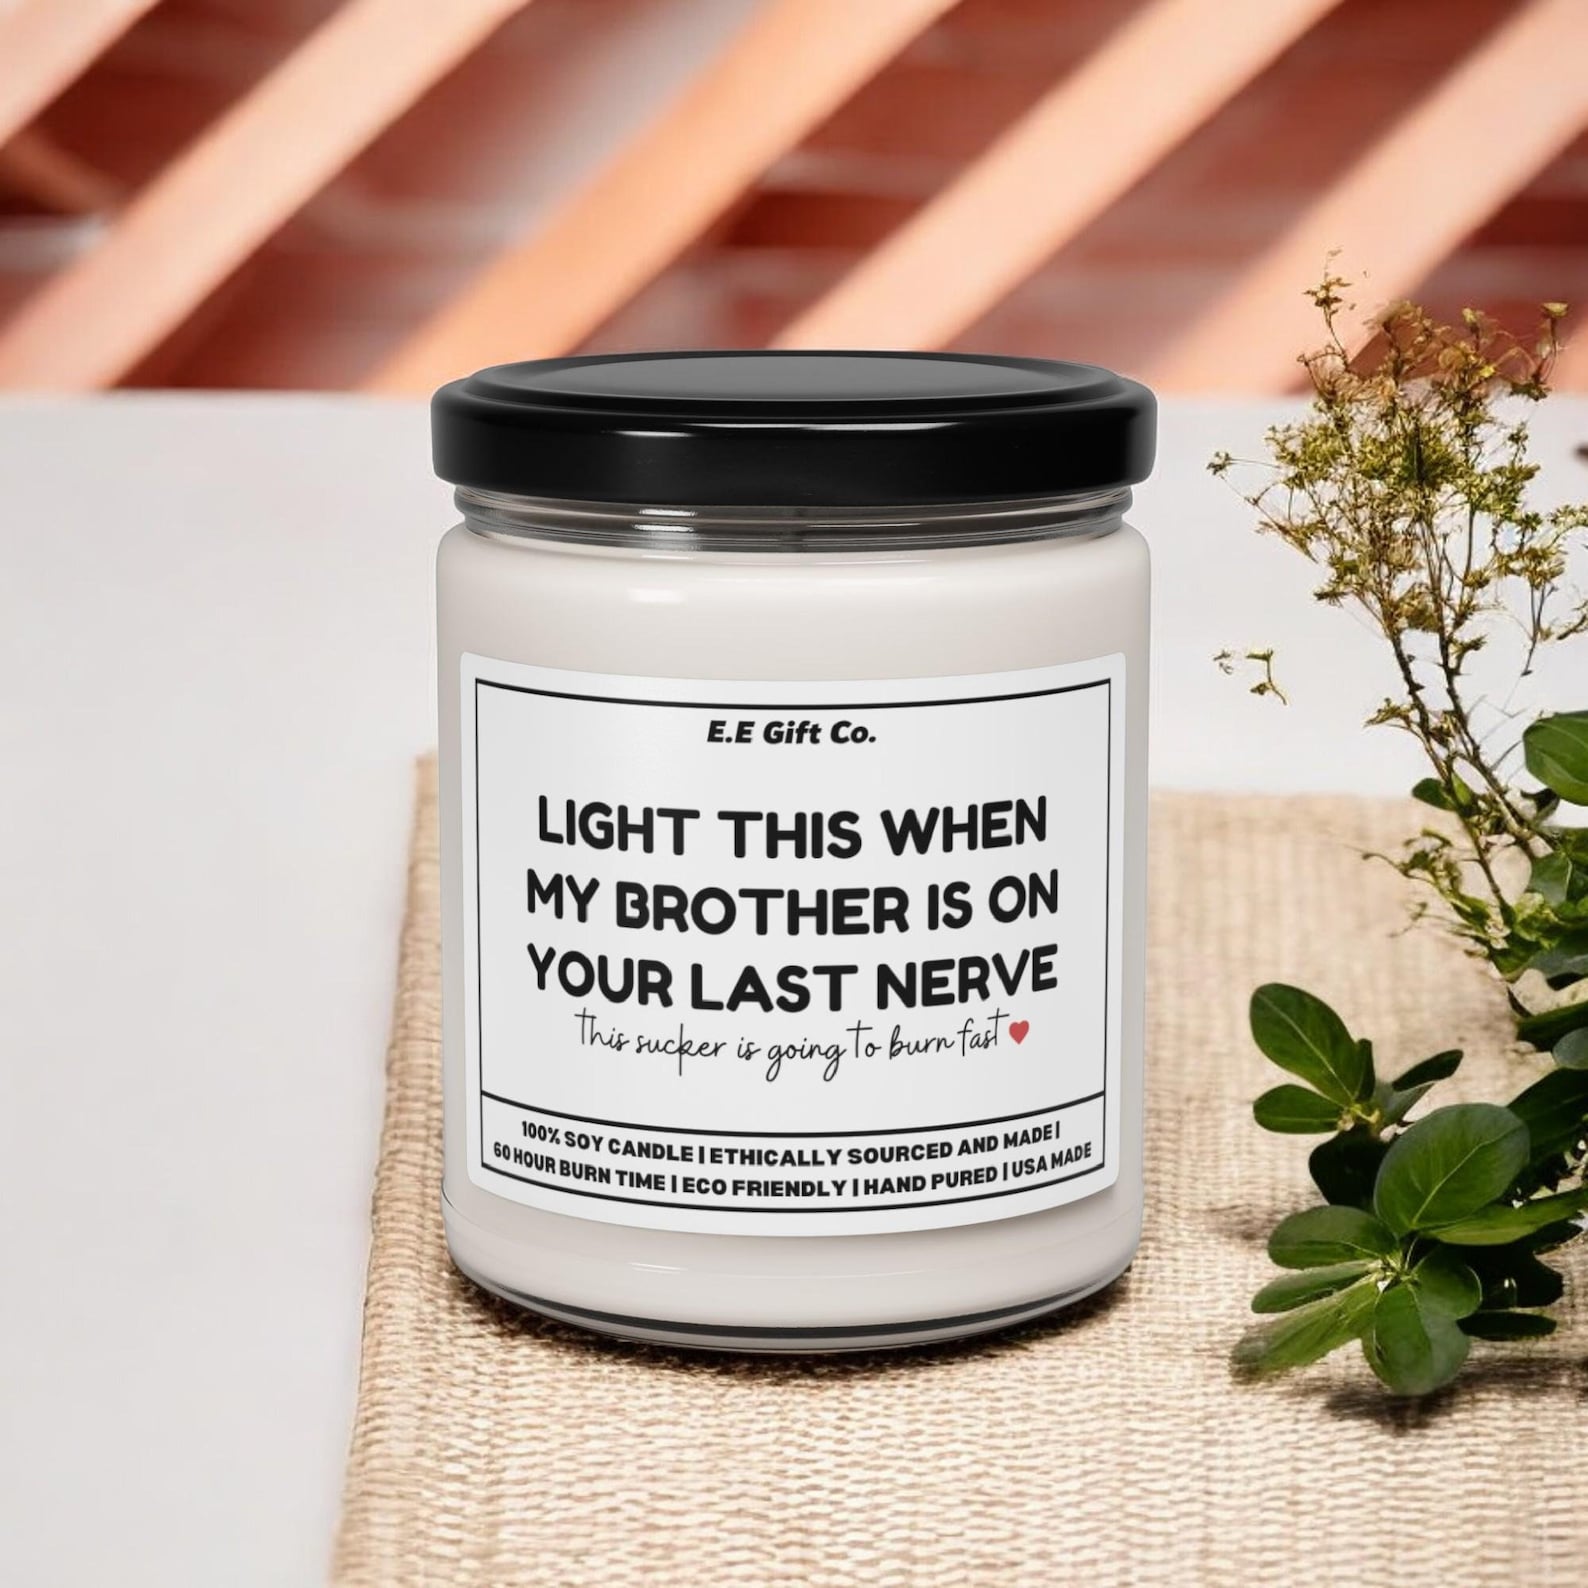 E.E Gift Co.
LIGHT THIS WHEN
MY BROTHER IS ON
YOUR LAST NERVE
this sucker is going to burn fast ♥
100% SOY CANDLE | ETHICALLY SOURCED AND MADE |
60 HOUR BURN TIME | ECO FRIENDLY | HAND PURED | USA MADE